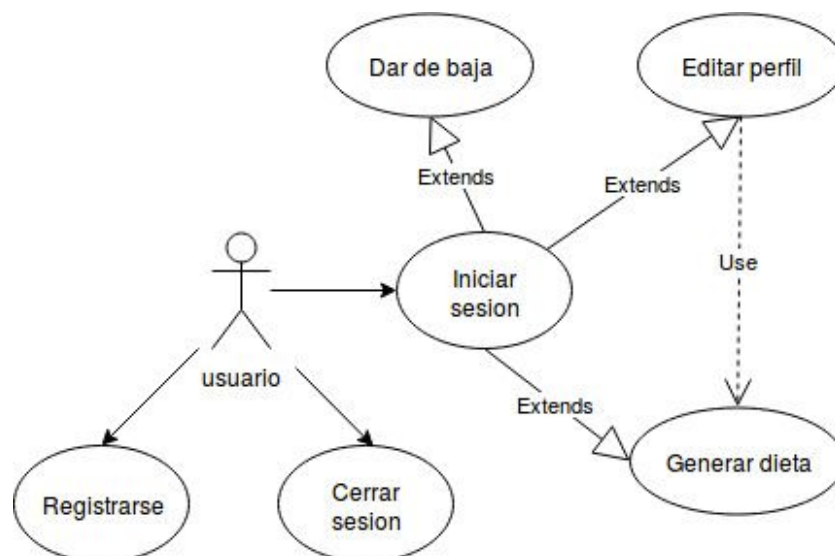 Dar de baja
Editar perfil
Extends
Extends
Iniciar
sesion
Use
usuario
Extends
Generar dieta
Registrarse
Cerrar
sesion